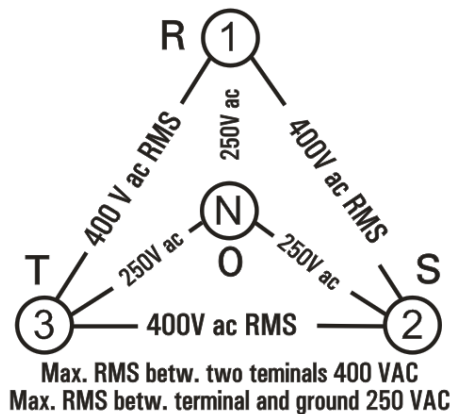 R 1
250V ac
400 V ac RMS
400V ac RMS
N
O
250V ac
250V ac
T
S
3
400V ac RMS
2
Max. RMS betw. two teminals 400 VAC
Max. RMS betw. terminal and ground 250 VAC